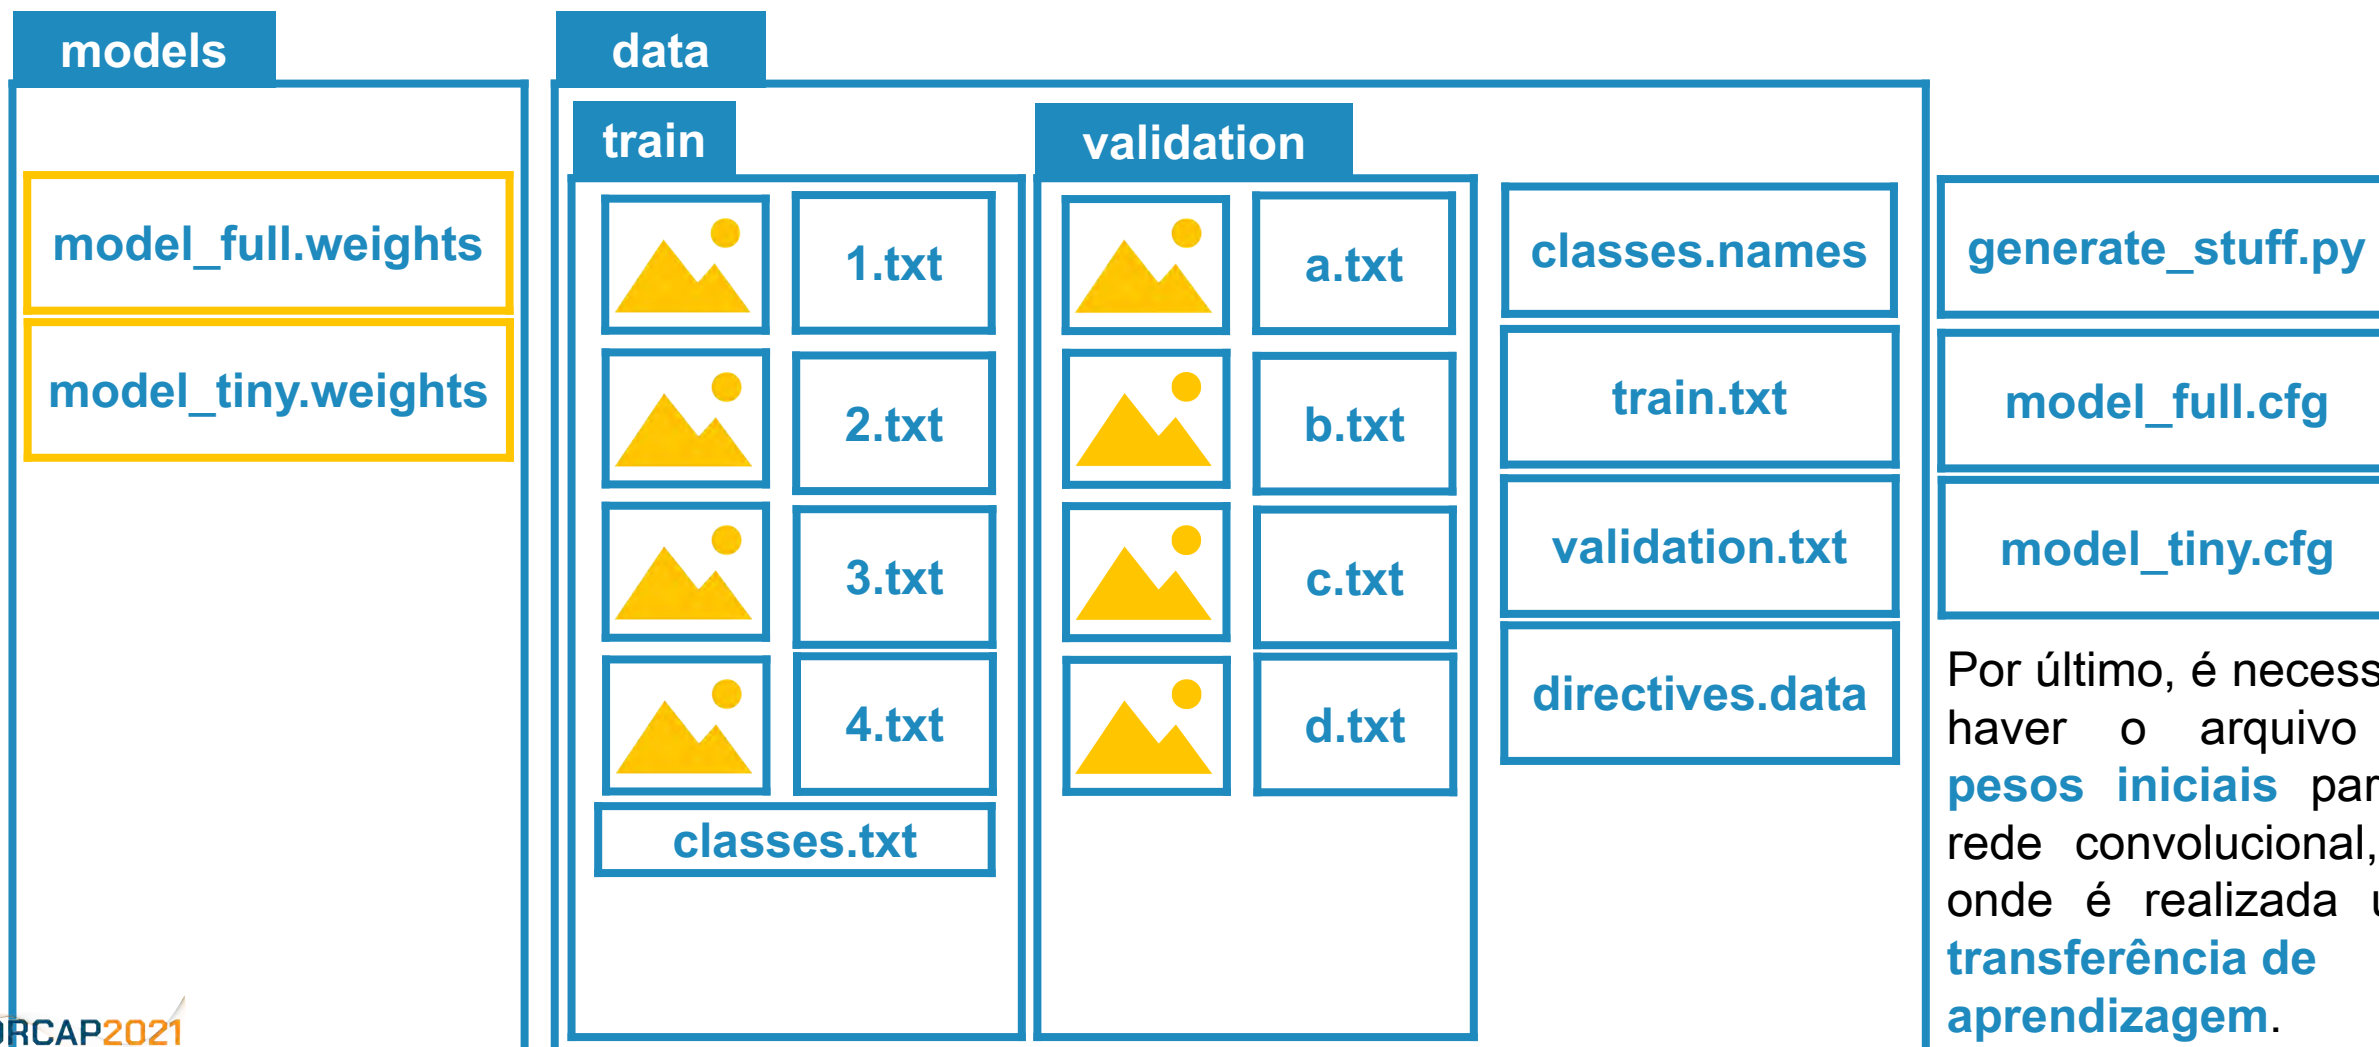 models
data
train
validation
model_full.weights
model_tiny.weights
1.txt
2.txt
3.txt
4.txt
classes.txt
a.txt
b.txt
c.txt
d.txt
classes.names
train.txt
validation.txt
directives.data
generate_stuff.py
model_full.cfg
model_tiny.cfg
Por último, é
haver o arquivo
pesos iniciais
rede convolucional,
onde é realizada
transferência de
aprendizagem.
RCAP2021